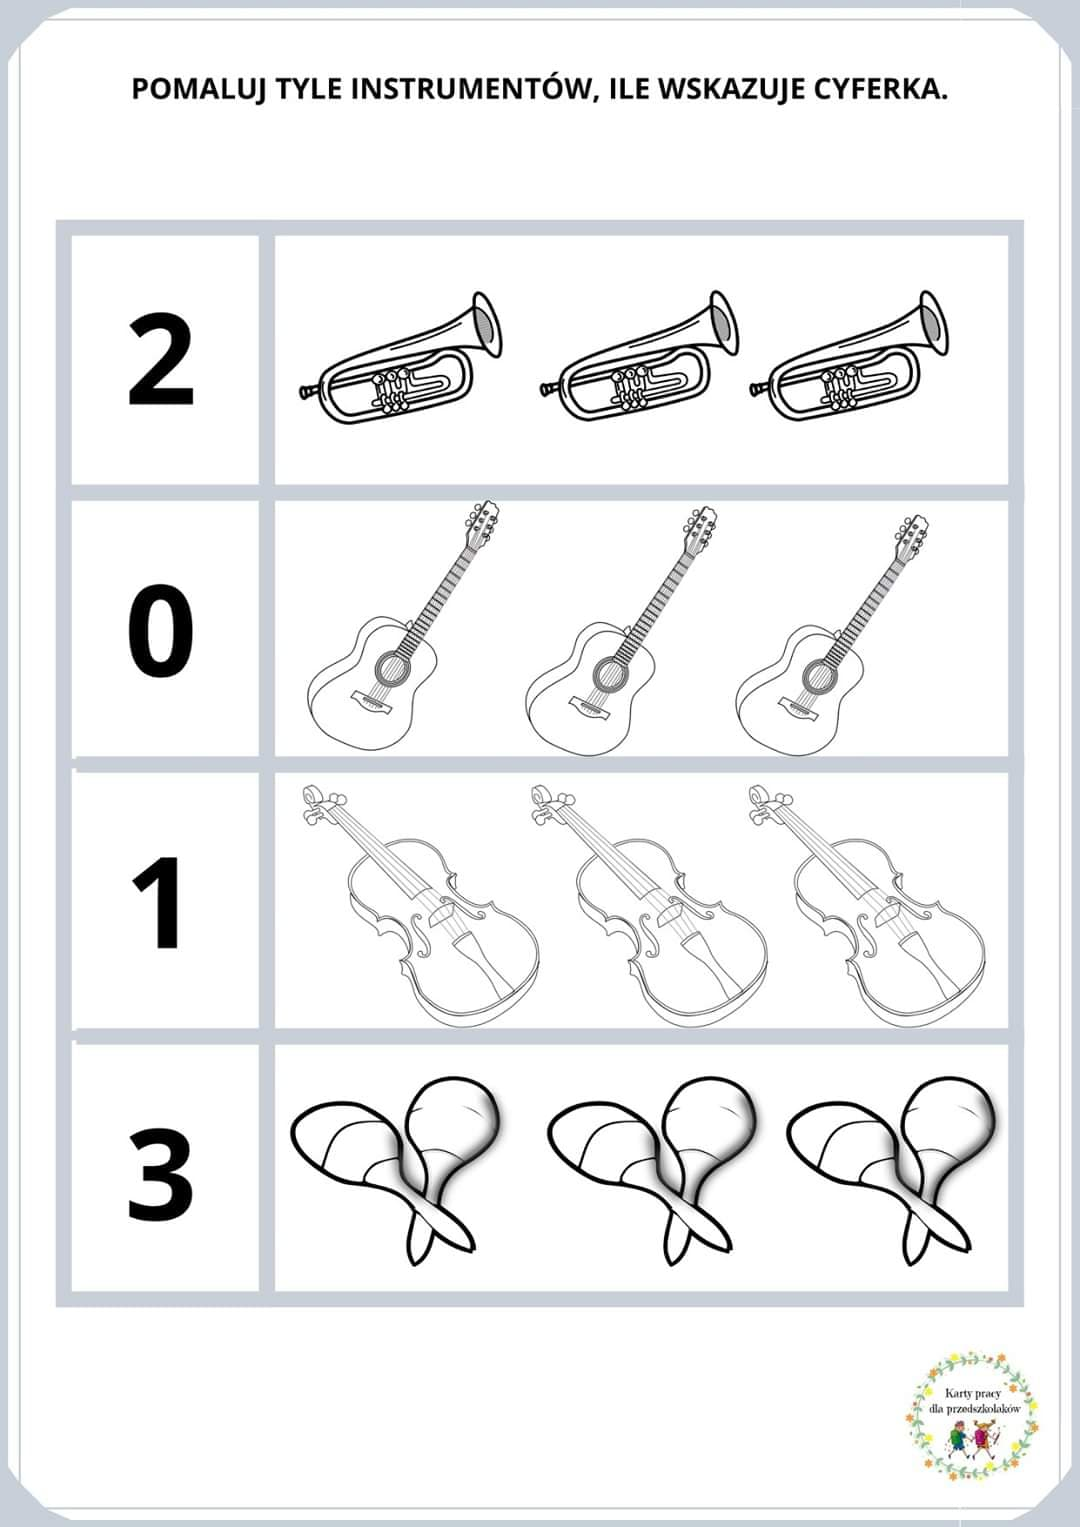 POMALUJ TYLE INSTRUMENTÓW, ILE WSKAZUJE CYFERKA.
2
0
1
3
Karty pracy
dla przedszkolaków